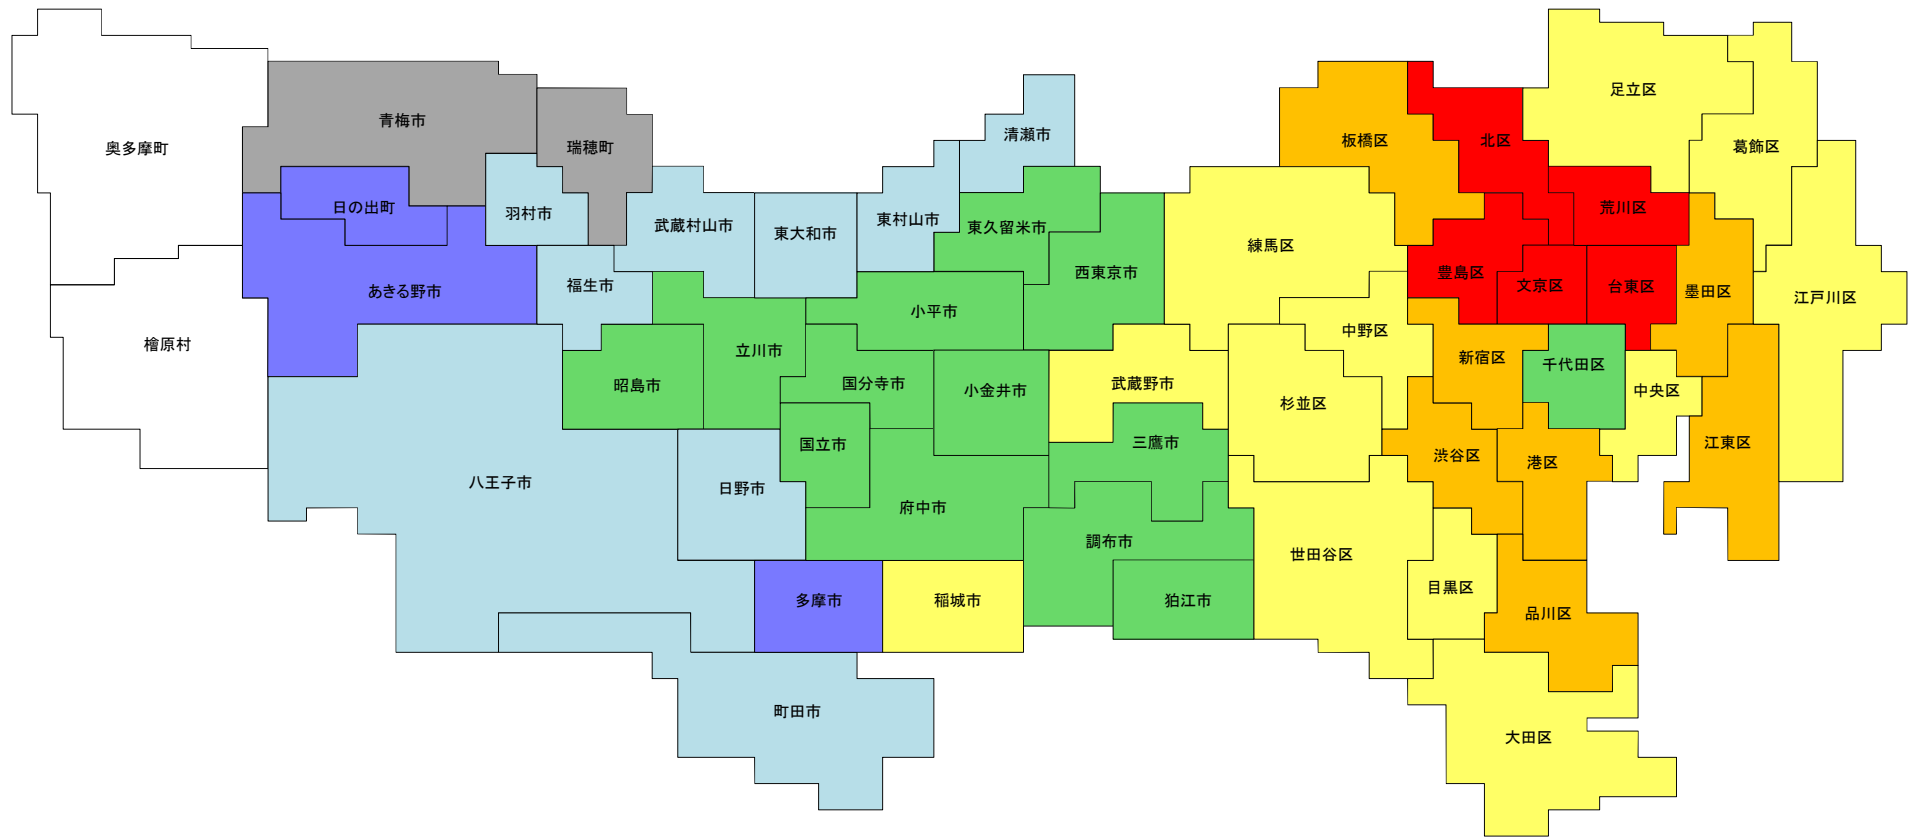 奥多摩町
檜原村
青梅市
瑞穂町
日の出町
羽村市
あきる野市
福生市
武蔵村山市
東大和市
東村山市
清瀬市
東久留米市
西東京市
小平市
立川市
昭島市
国分寺市
小金井市
国立市
府中市
八王子市
日野市
多摩市
稲城市
町田市
武蔵野市
三鷹市
調布市
狛江市
練馬区
板橋区
北区
足立区
葛飾区
荒川区
豊島区
文京区
台東区
墨田区
江戸川区
中野区
杉並区
新宿区
千代田区
中央区
江東区
渋谷区
港区
世田谷区
目黒区
品川区
大田区